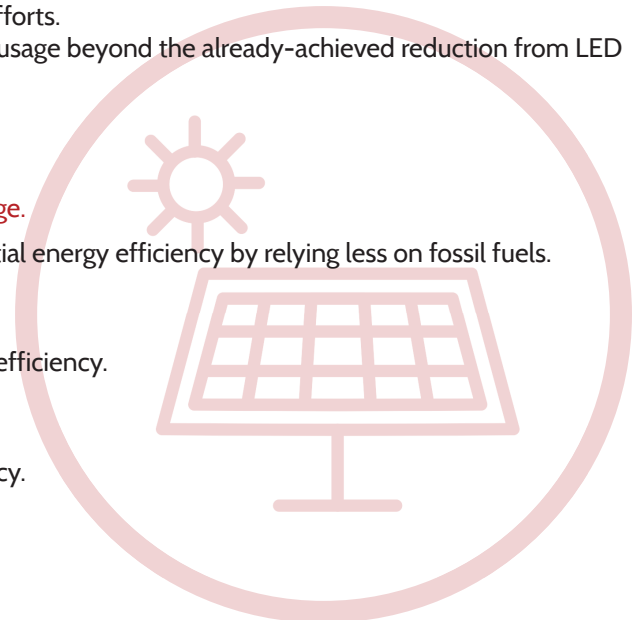 fforts.
usage beyond the already-achieved reduction from LED
ge.
tial energy efficiency by relying less on fossil fuels.
efficiency.
cy.